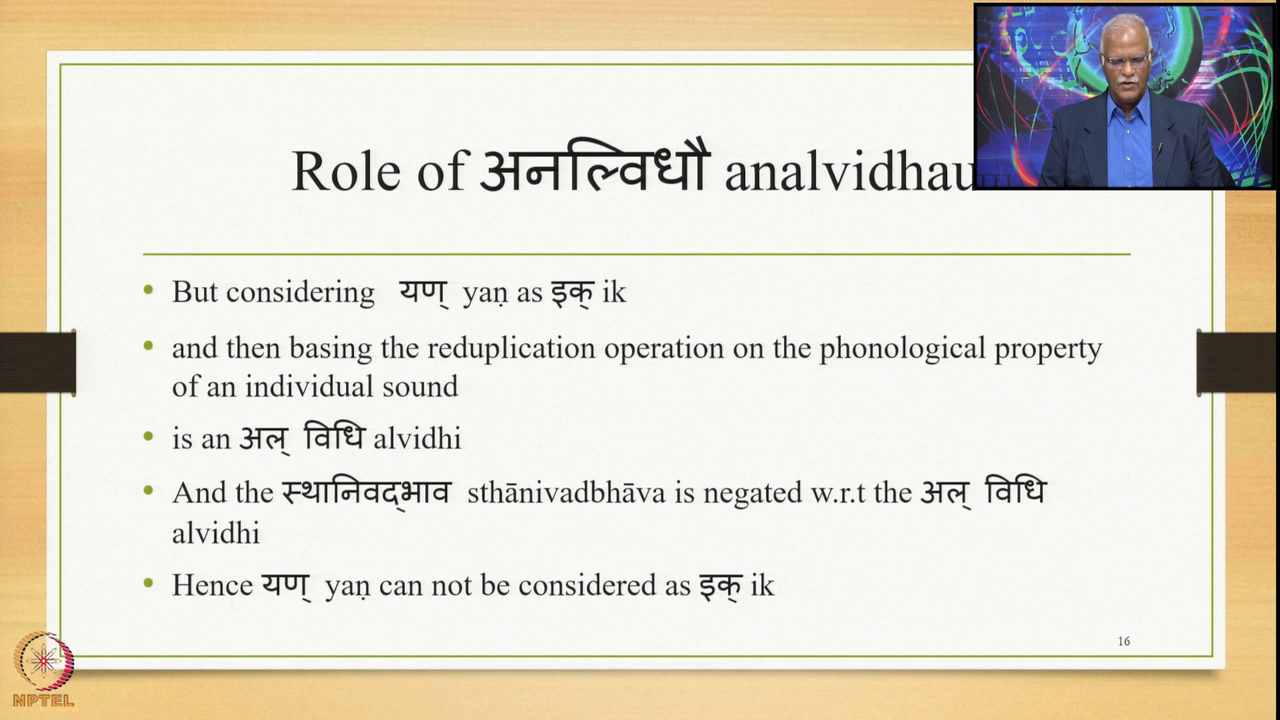 Role of अनल्विधौ analvidhau
• But considering यण् yaṇ as इक् ik
• and then basing the reduplication operation on the phonological property
of an individual sound
• is an अल् विधि alvidhi
• And the स्थानिवद्भाव sthānivadbhāva is negated w.r.t the अल् विधि
alvidhi
• Hence यण् yaṇ can not be considered as इक् ik
16
NPTEL